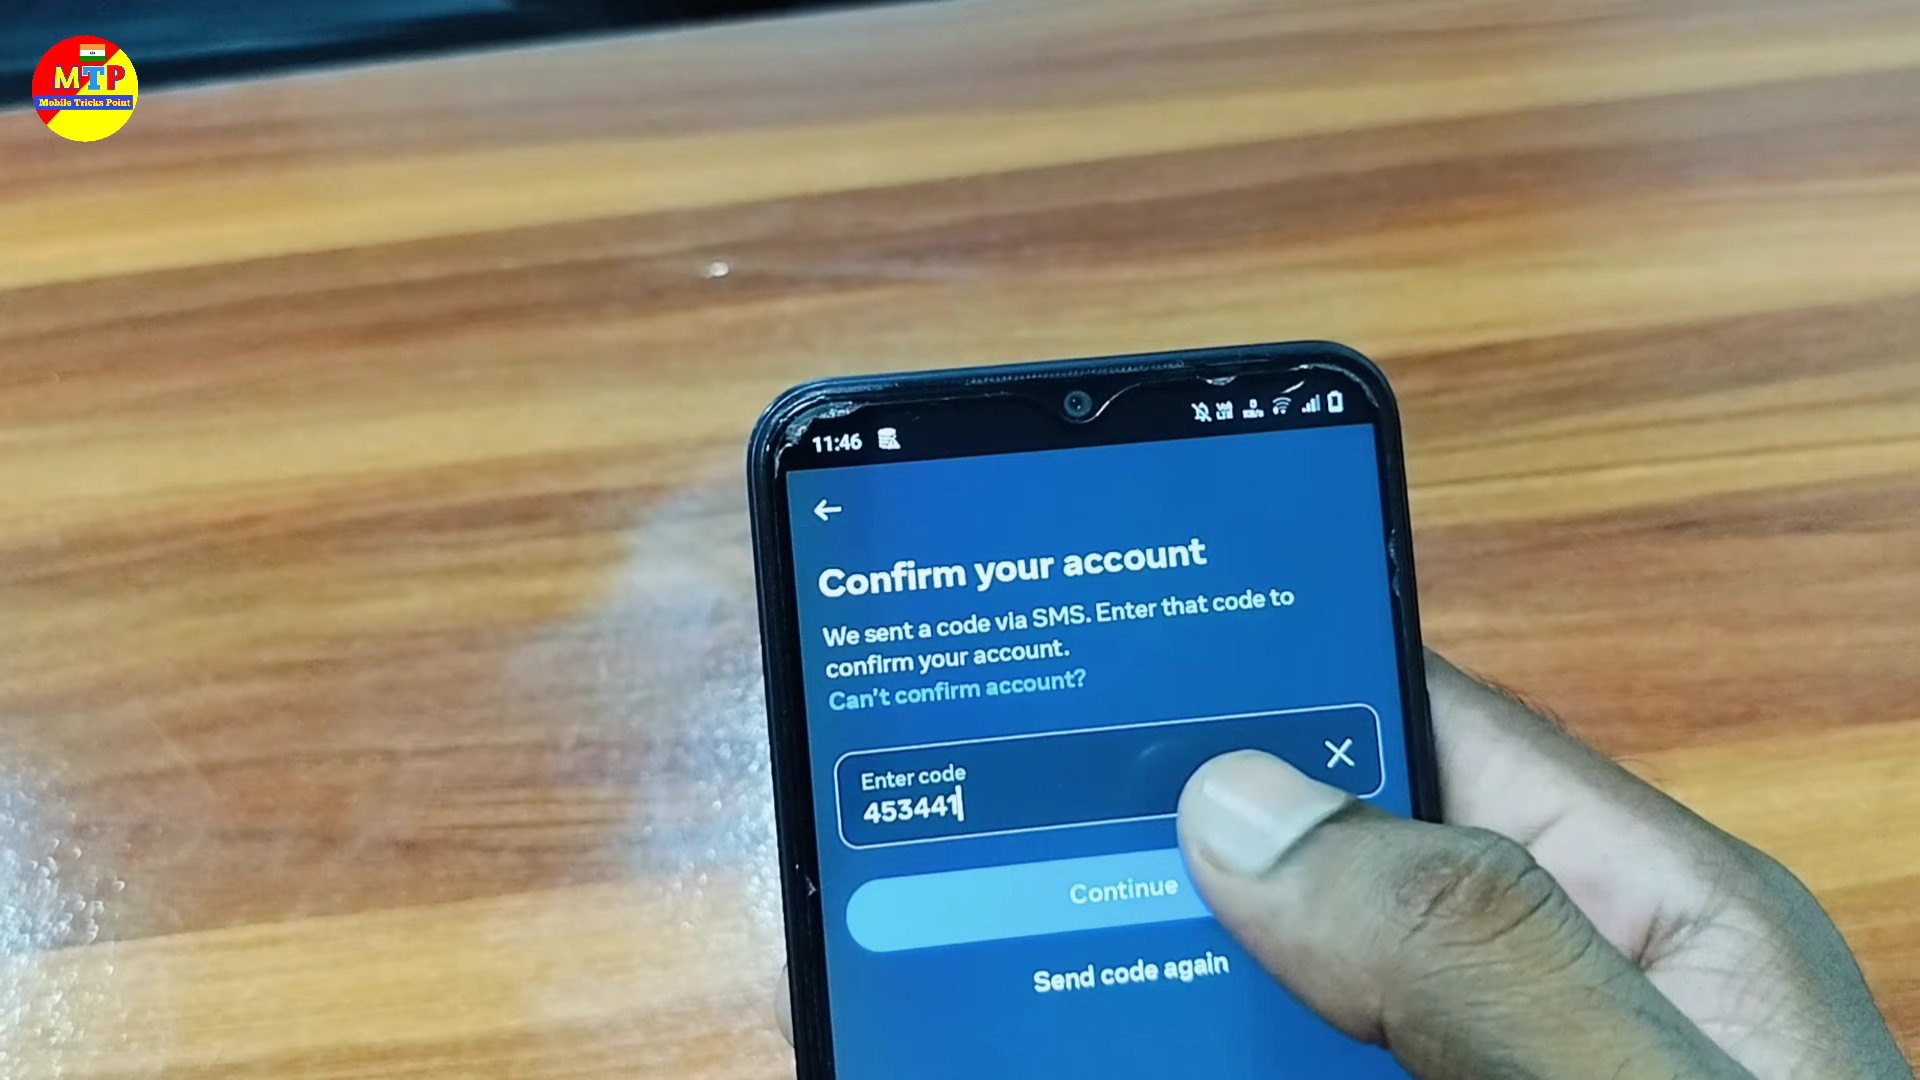 MTP
Mobile Tricks Point
11:46
Confirm your account
We sent a code via SMS. Enter that code to
confirm your account.
Can't confirm account?
Enter code
453441
Continue
Send code again